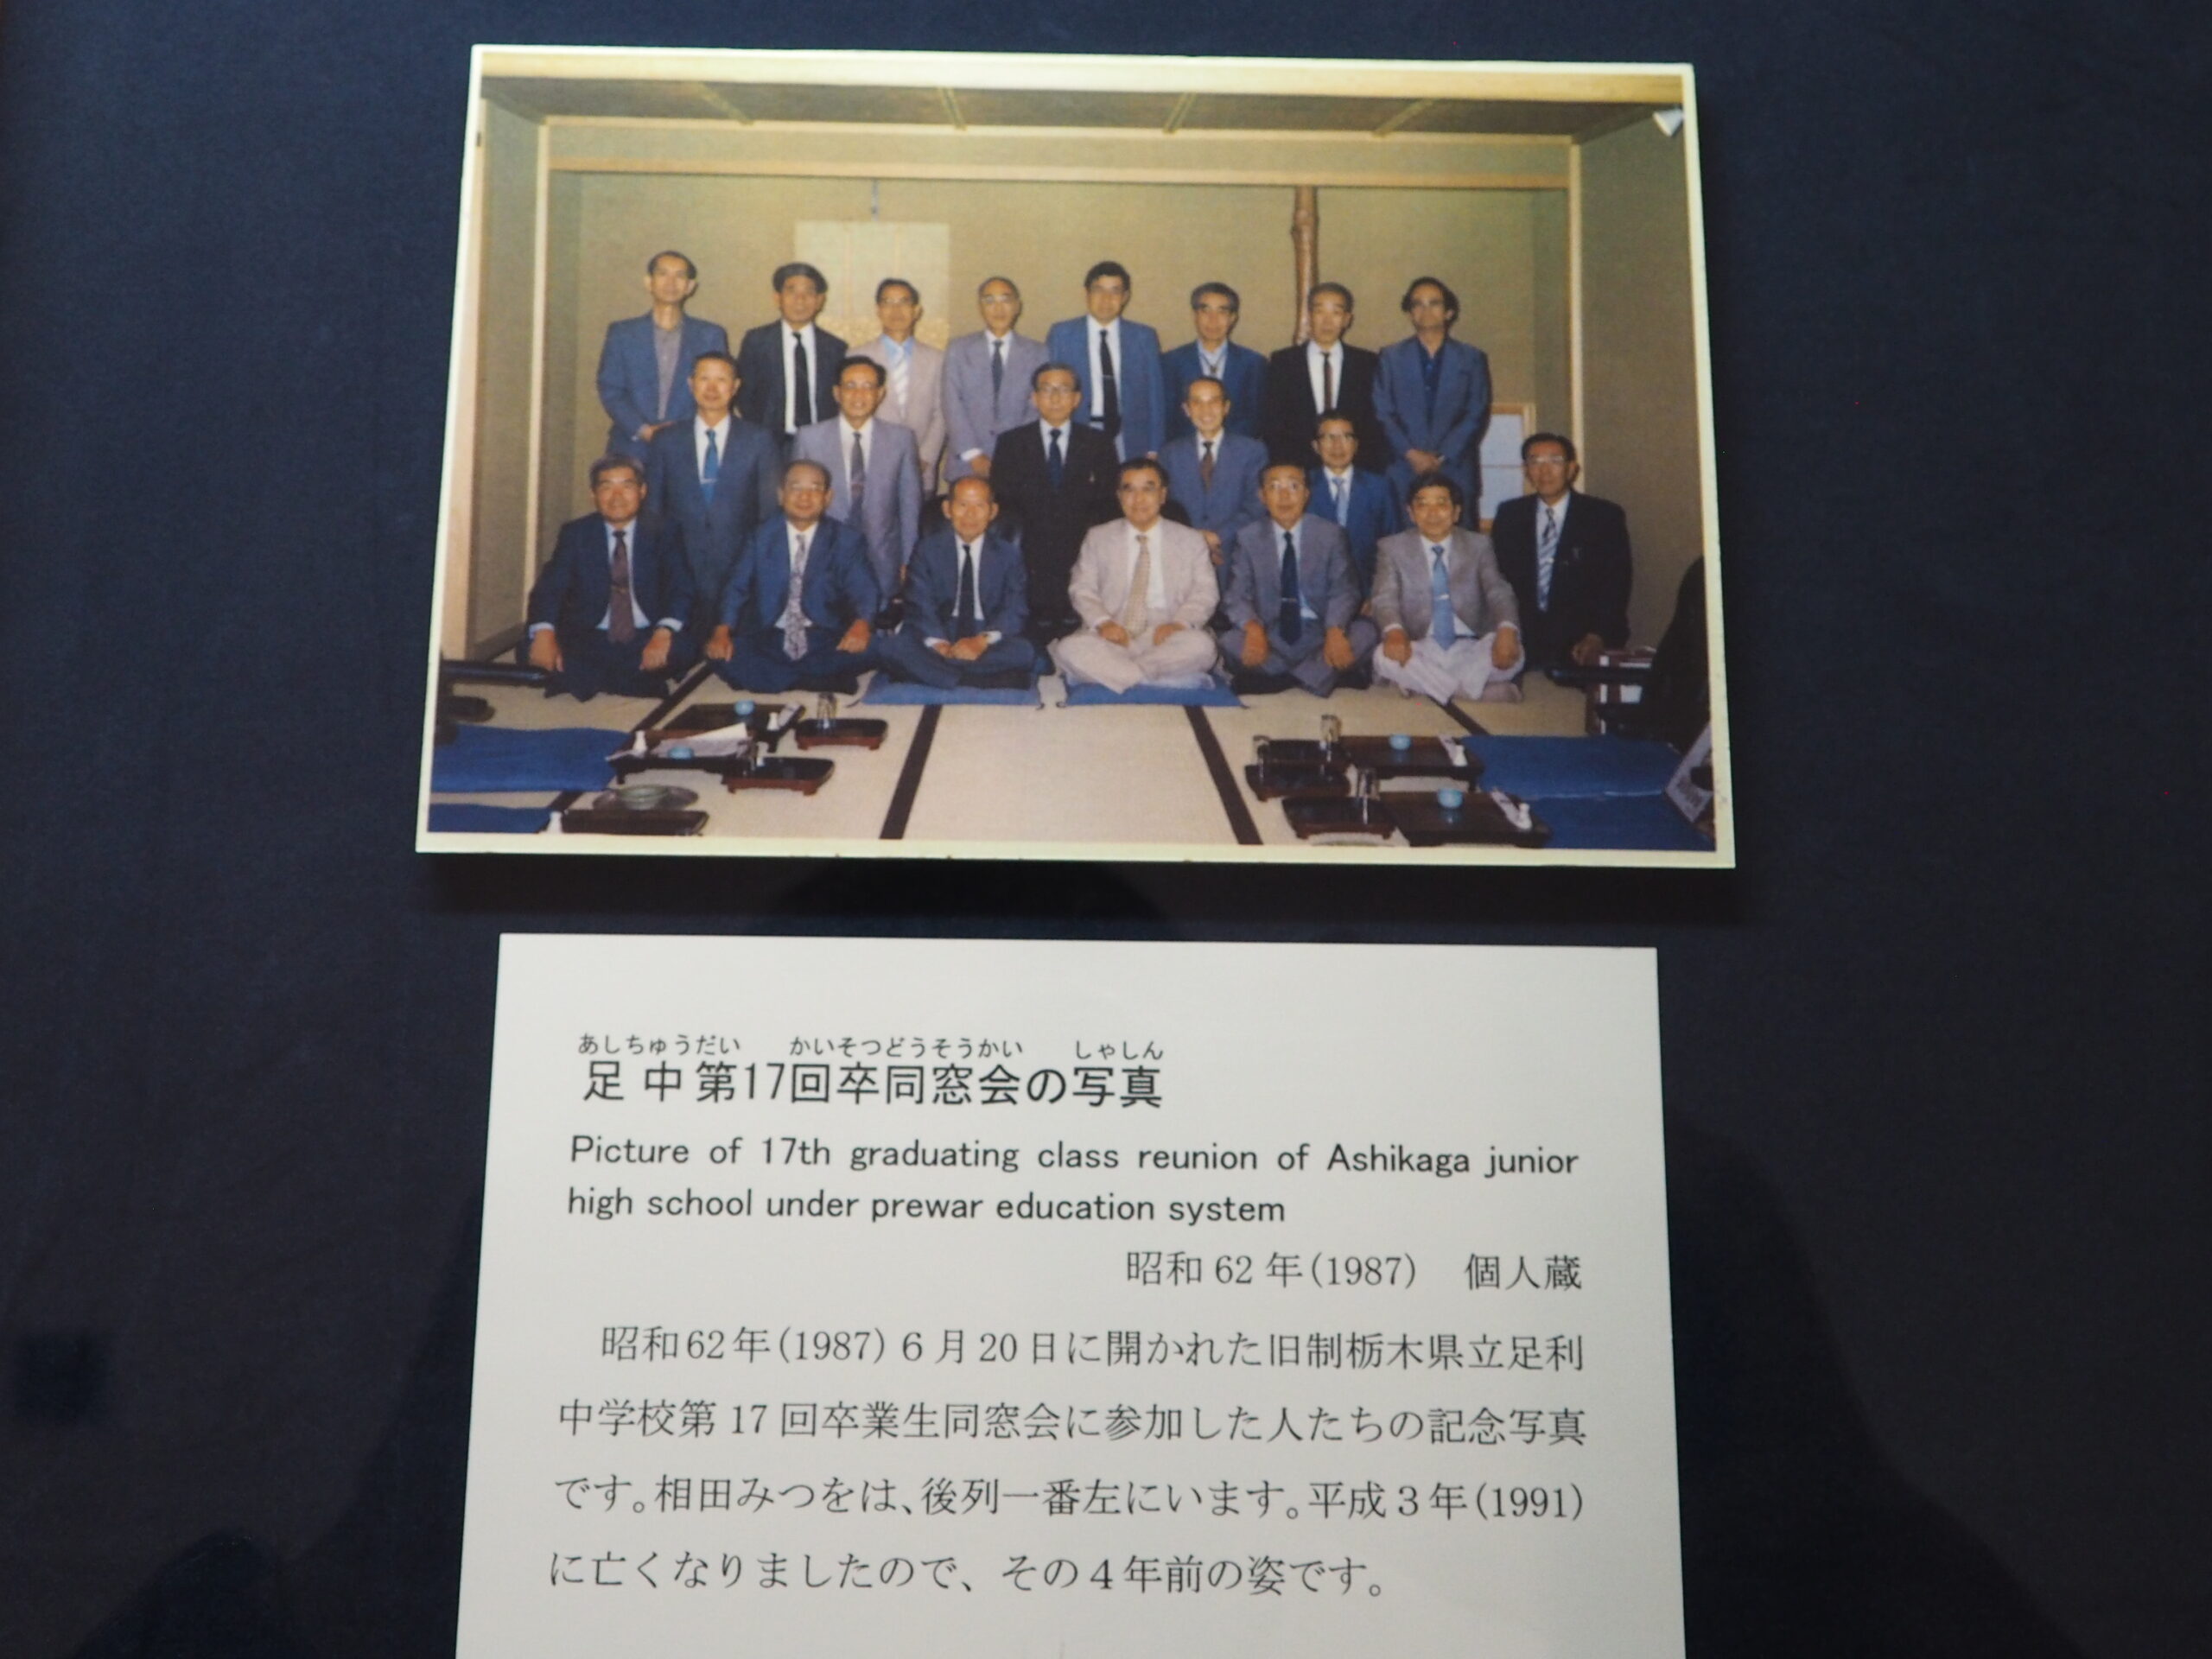 あしちゅうだい　かいそつどうそうかい　しゃしん
足中第17回卒同窓会の写真
Picture of 17th graduating class reunion of Ashikaga junior
high school under prewar education system
昭和62年(1987)　個人蔵
昭和62年(1987)6月20日に開かれた旧制栃木県立足利
中学校第17回卒業生同窓会に参加した人たちの記念写真
です。相田みつをは、後列一番左にいます。平成3年(1991)
に亡くなりましたので、その4年前の姿です。